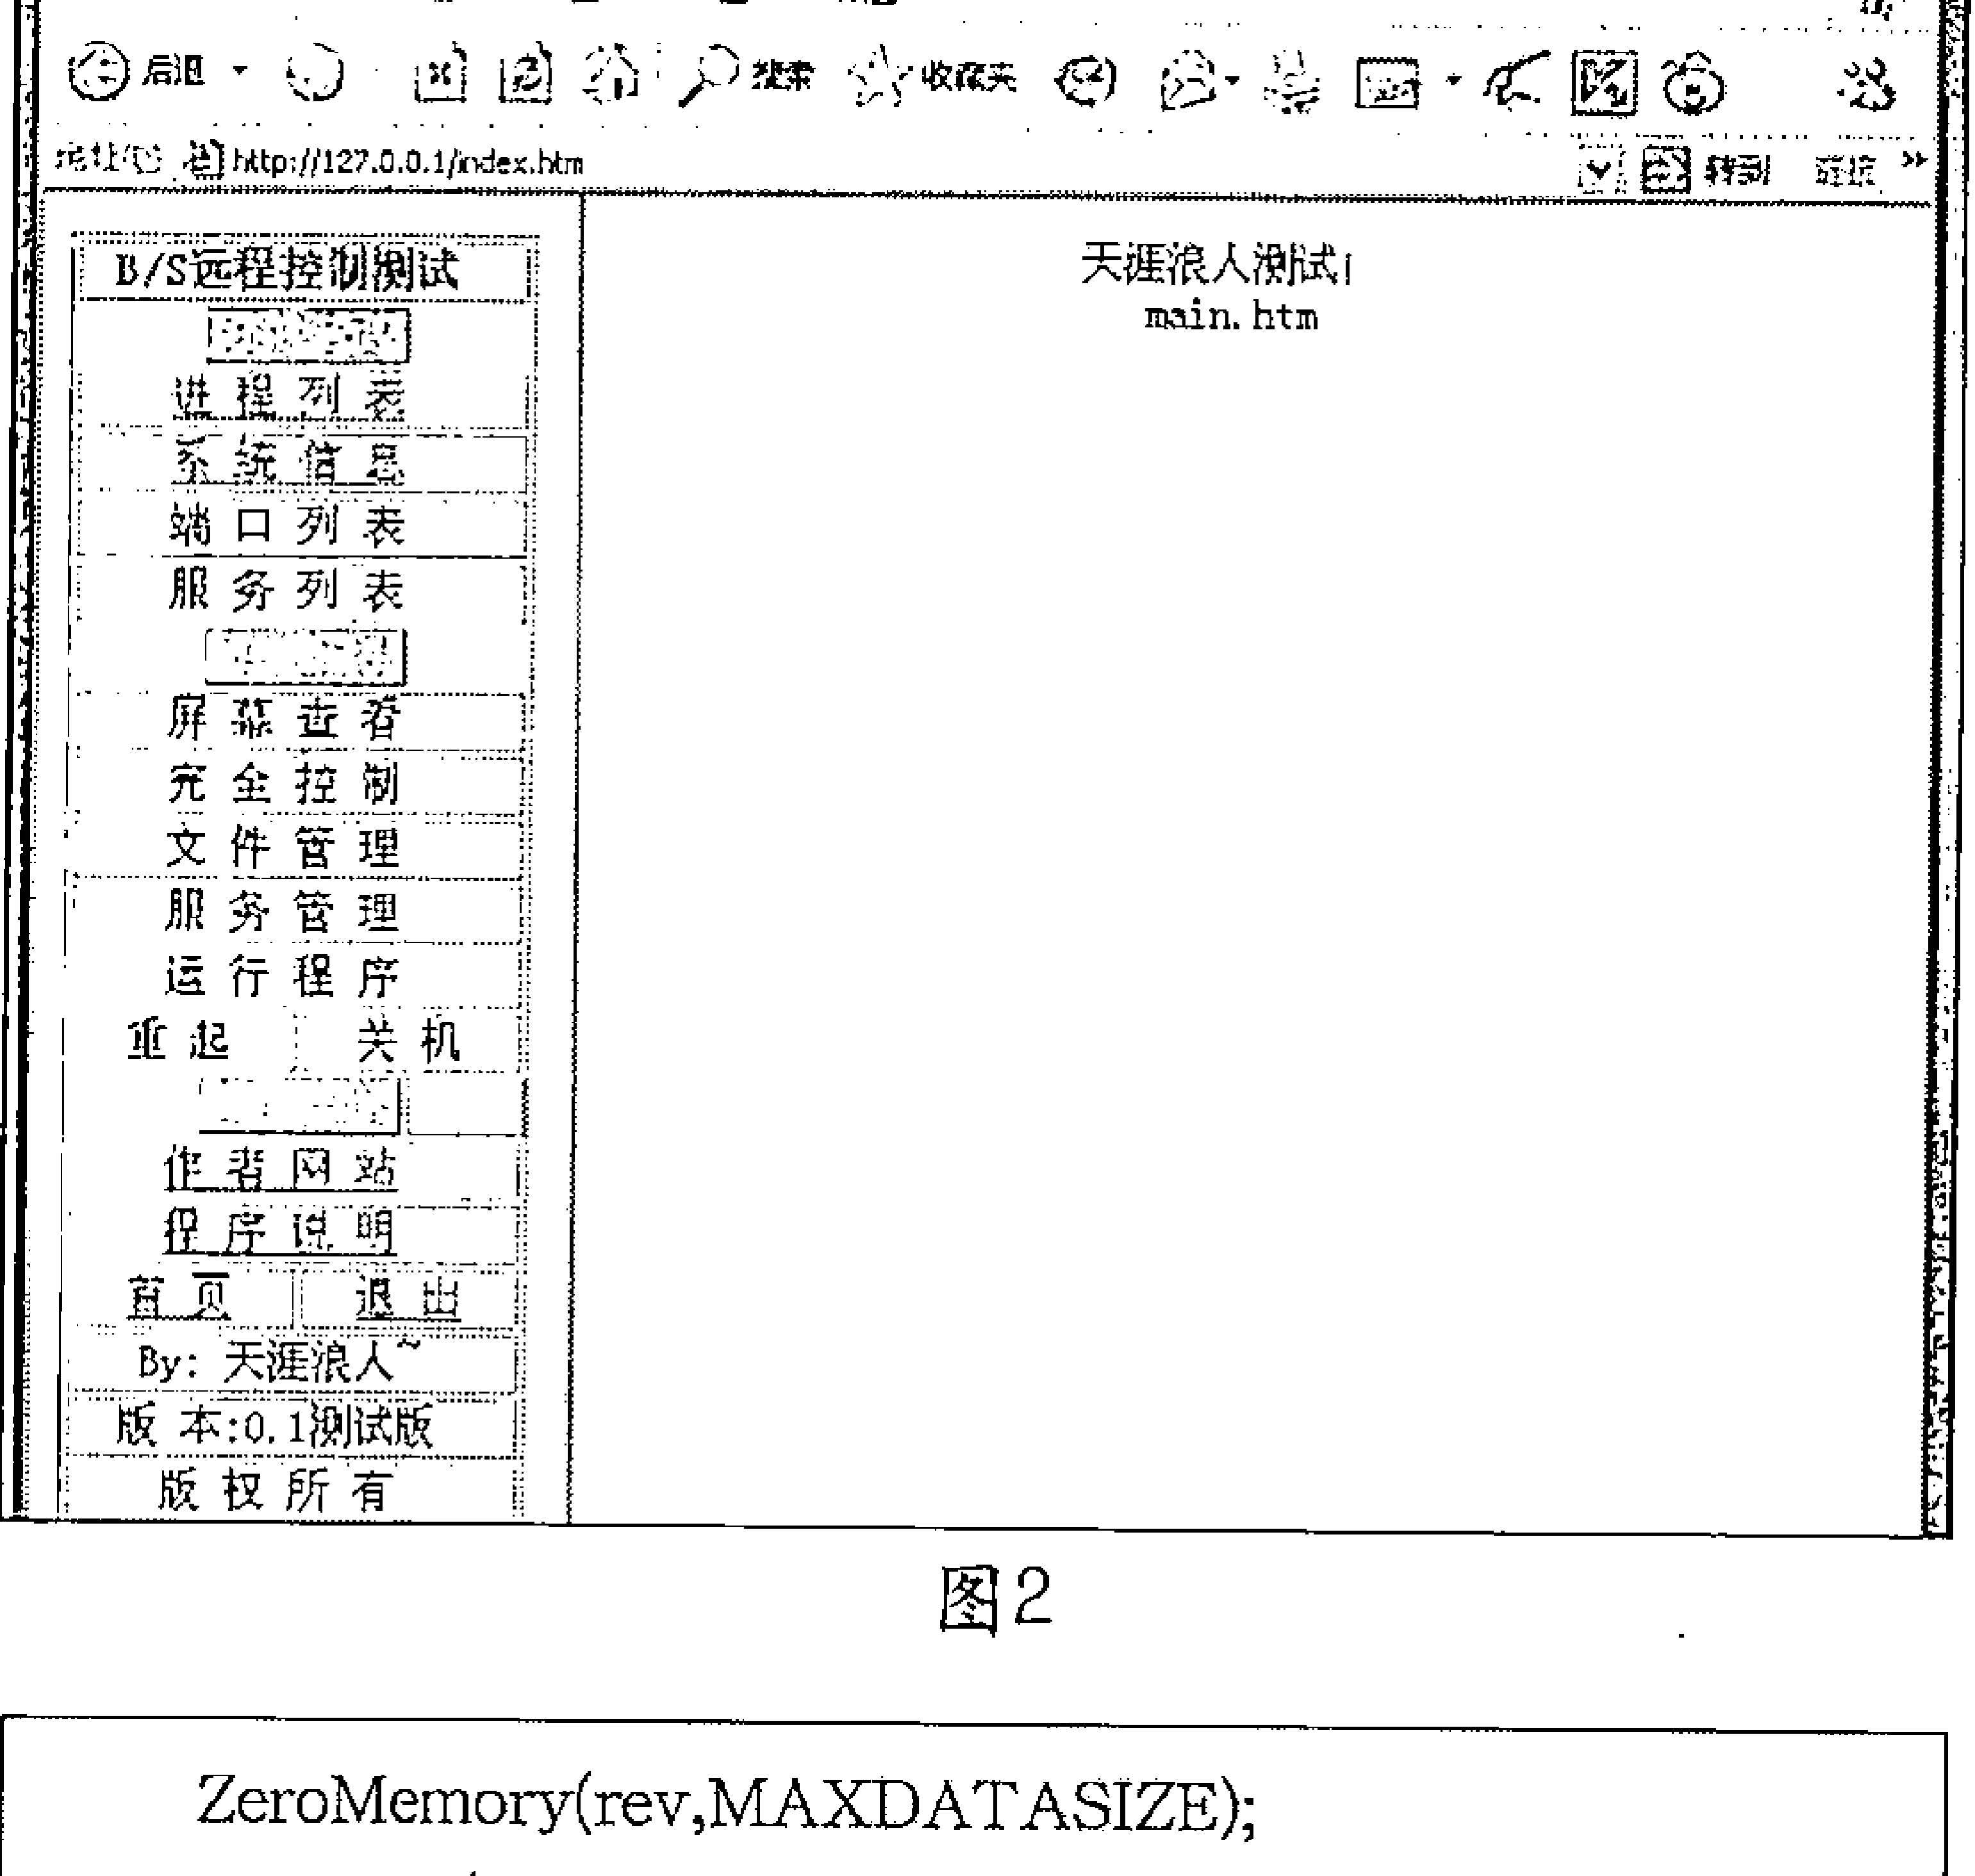 后退 搜索 收藏夹
http://127.0.0.1/index.htm 转到
B/S远程控制测试
进程列表
系统信息
端口列表
服务列表
屏幕查看
完全控制
文件管理
服务管理
运行程序
重起 关机
作者网站
程序说明
首页 退出
By: 天涯浪人~
版 本:0.1测试版
版权所有
天涯浪人测试!
main.htm
图2
ZeroMemory(rev,MAXDATASIZE);